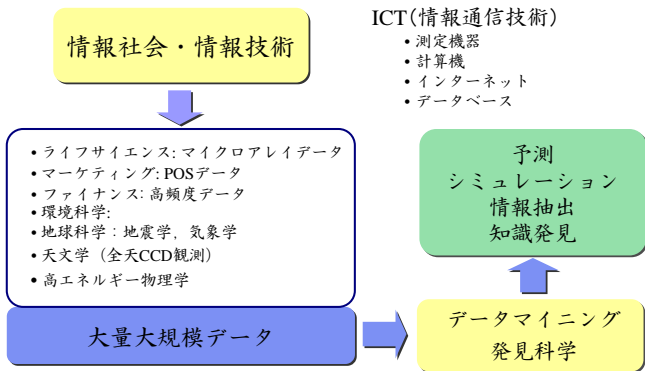 情報社会・情報技術
ICT(情報通信技術)
• 測定機器
• 計算機
• インターネット
• データベース
• ライフサイエンス: マイクロアレイデータ
• マーケティング: POSデータ
• ファイナンス: 高頻度データ
• 環境科学:
• 地球科学：地震学，気象学
• 天文学（全天CCD観測）
• 高エネルギー物理学
大量大規模データ
予測
シミュレーション
情報抽出
知識発見
データマイニング
発見科学